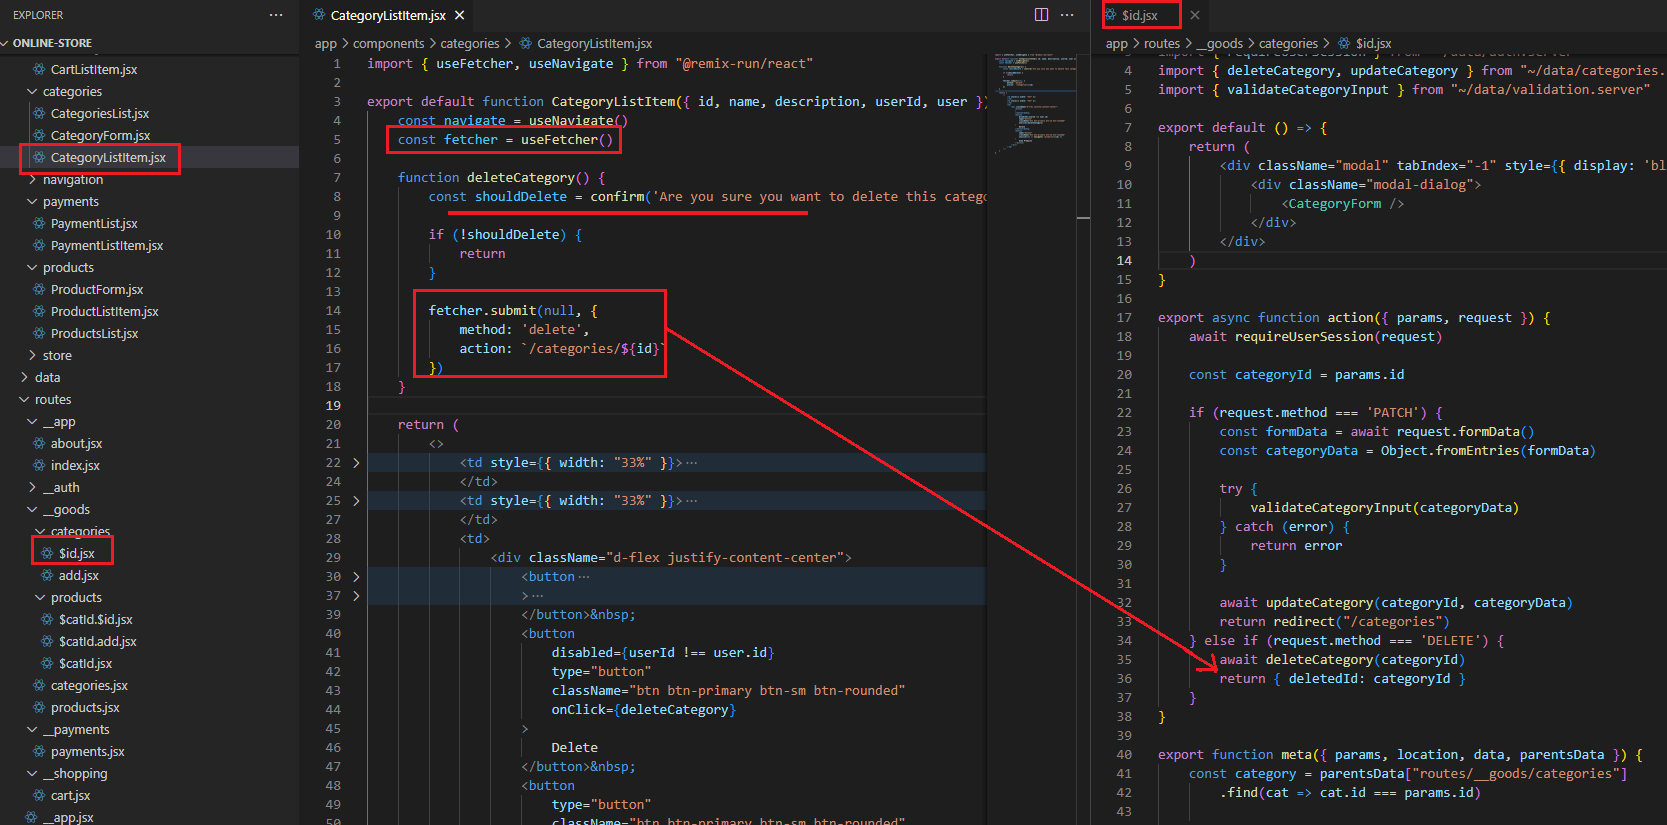 EXPLORER
ONLINE-STORE
CartListItem.jsx
categories
CategoriesList.jsx
CategoryForm.jsx
CategoryListItem.jsx
navigation
payments
PaymentList.jsx
PaymentListItem.jsx
products
ProductForm.jsx
ProductListItem.jsx
ProductsList.jsx
store
data
routes
__app
about.jsx
index.jsx
__auth
__goods
categories
$id.jsx
add.jsx
products
$catId.$id.jsx
$catId.add.jsx
$catId.jsx
categories.jsx
products.jsx
__payments
payments.jsx
__shopping
cart.jsx
__app.jsx
CategoryListItem.jsx
app > components > categories > CategoryListItem.jsx
1 import { useFetcher, useNavigate } from "@remix-run/react"
2
3 export default function CategoryListItem({ id, name, description, userId, user })
4 const navigate = useNavigate()
5 const fetcher = useFetcher()
6
7 function deleteCategory() {
8 const shouldDelete = confirm('Are you sure you want to delete this catego
9
10 if (!shouldDelete) {
11 return
12 }
13
14 fetcher.submit(null, {
15 method: 'delete',
16 action: `/categories/${id}`
17 })
18 }
19
20 return (
21 <>
22 <td style={{ width: "33%" }}>⋯
24 </td>
25 <td style={{ width: "33%" }}>⋯
27 </td>
28 <td>
29 <div className="d-flex justify-content-center">
30 <button⋯
37 >⋯
39 </button>&nbsp;
40 <button
41 disabled={userId !== user.id}
42 type="button"
43 className="btn btn-primary btn-sm btn-rounded"
44 onClick={deleteCategory}
45 >
46 Delete
47 </button>&nbsp;
48 <button
49 type="button"
50 className="btn btn-primary btn-sm btn-rounded"
$id.jsx
app > routes > __goods > categories > $id.jsx
3 import { requireUserSession } from "~/data/auth.server"
4 import { deleteCategory, updateCategory } from "~/data/categories.
5 import { validateCategoryInput } from "~/data/validation.server"
6
7 export default () => {
8 return (
9 <div className="modal" tabIndex="-1" style={{ display: 'bl
10 <div className="modal-dialog">
11 <CategoryForm />
12 </div>
13 </div>
14 )
15 }
16
17 export async function action({ params, request }) {
18 await requireUserSession(request)
19
20 const categoryId = params.id
21
22 if (request.method === 'PATCH') {
23 const formData = await request.formData()
24 const categoryData = Object.fromEntries(formData)
25
26 try {
27 validateCategoryInput(categoryData)
28 } catch (error) {
29 return error
30 }
31
32 await updateCategory(categoryId, categoryData)
33 return redirect("/categories")
34 } else if (request.method === 'DELETE') {
35 await deleteCategory(categoryId)
36 return { deletedId: categoryId }
37 }
38 }
39
40 export function meta({ params, location, data, parentsData }) {
41 const category = parentsData["routes/__goods/categories"]
42 .find(cat => cat.id === params.id)
43